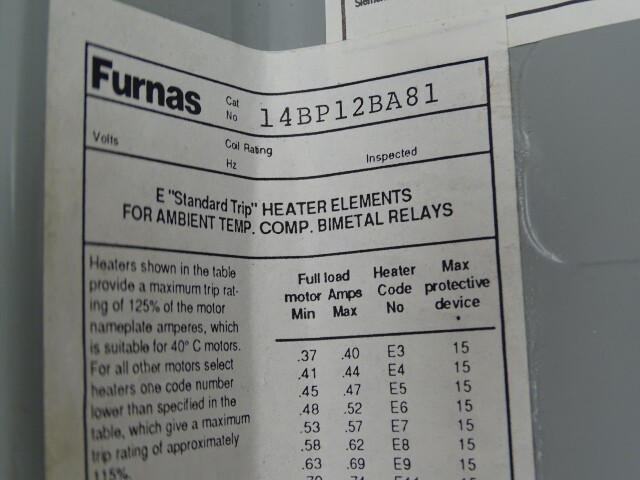 Siemens
Furnas Cat No 14BP12BA81
Volts Coil Rating Hz Inspected
E "Standard Trip" HEATER ELEMENTS
FOR AMBIENT TEMP. COMP. BIMETAL RELAYS
Heaters shown in the table
provide a maximum trip rat-
ing of 125% of the motor
nameplate amperes, which
is suitable for 40° C motors.
For all other motors select
heaters one code number
lower than specified in the
table, which give a maximum
trip rating of approximately
115%.
Full load motor Amps Min Max Heater Code No Max protective device *
.37 .40 E3 15
.41 .44 E4 15
.45 .47 E5 15
.48 .52 E6 15
.53 .57 E7 15
.58 .62 E8 15
.63 .69 E9 15